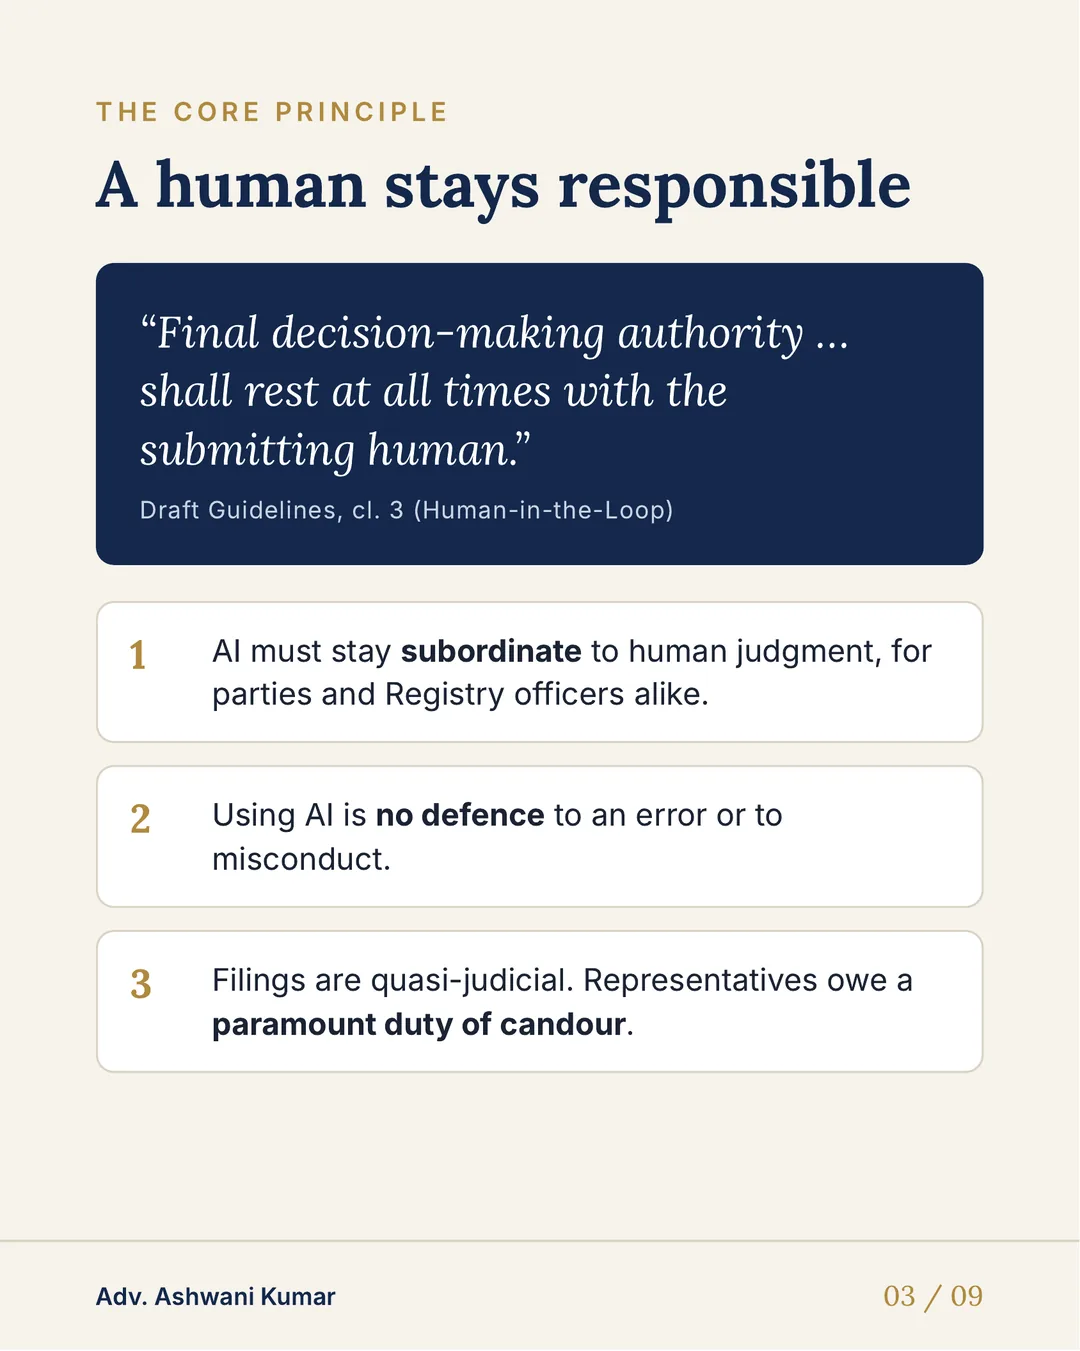 THE CORE PRINCIPLE
A human stays responsible
“Final decision-making authority ...
shall rest at all times with the
submitting human.”
Draft Guidelines, cl. 3 (Human-in-the-Loop)
1
AI must stay subordinate to human judgment, for
parties and Registry officers alike.
2
Using AI is no defence to an error or to
misconduct.
3
Filings are quasi-judicial. Representatives owe a
paramount duty of candour.
Adv. Ashwani Kumar
03 / 09